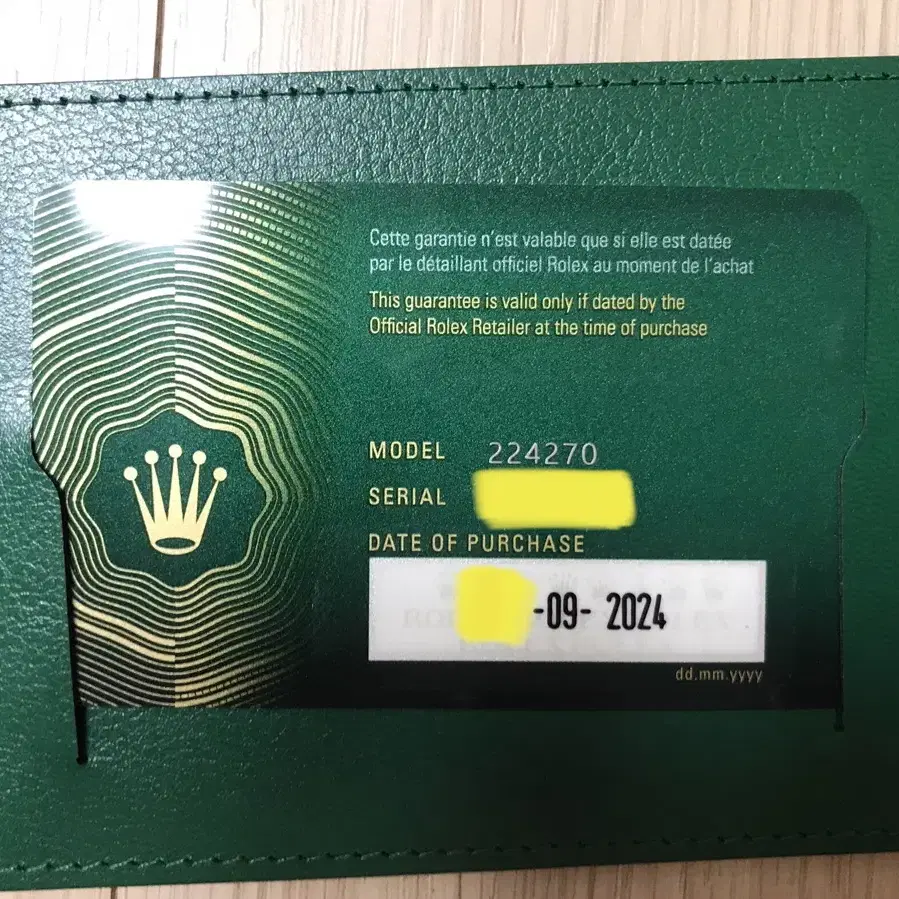 Cette garantie n'est valable que si elle est datée
par le détaillant officiel Rolex au moment de l'achat
This guarantee is valid only if dated by the
Official Rolex Retailer at the time of purchase
MODEL 224270
SERIAL
DATE OF PURCHASE
-09- 2024
dd.mm.yyyy